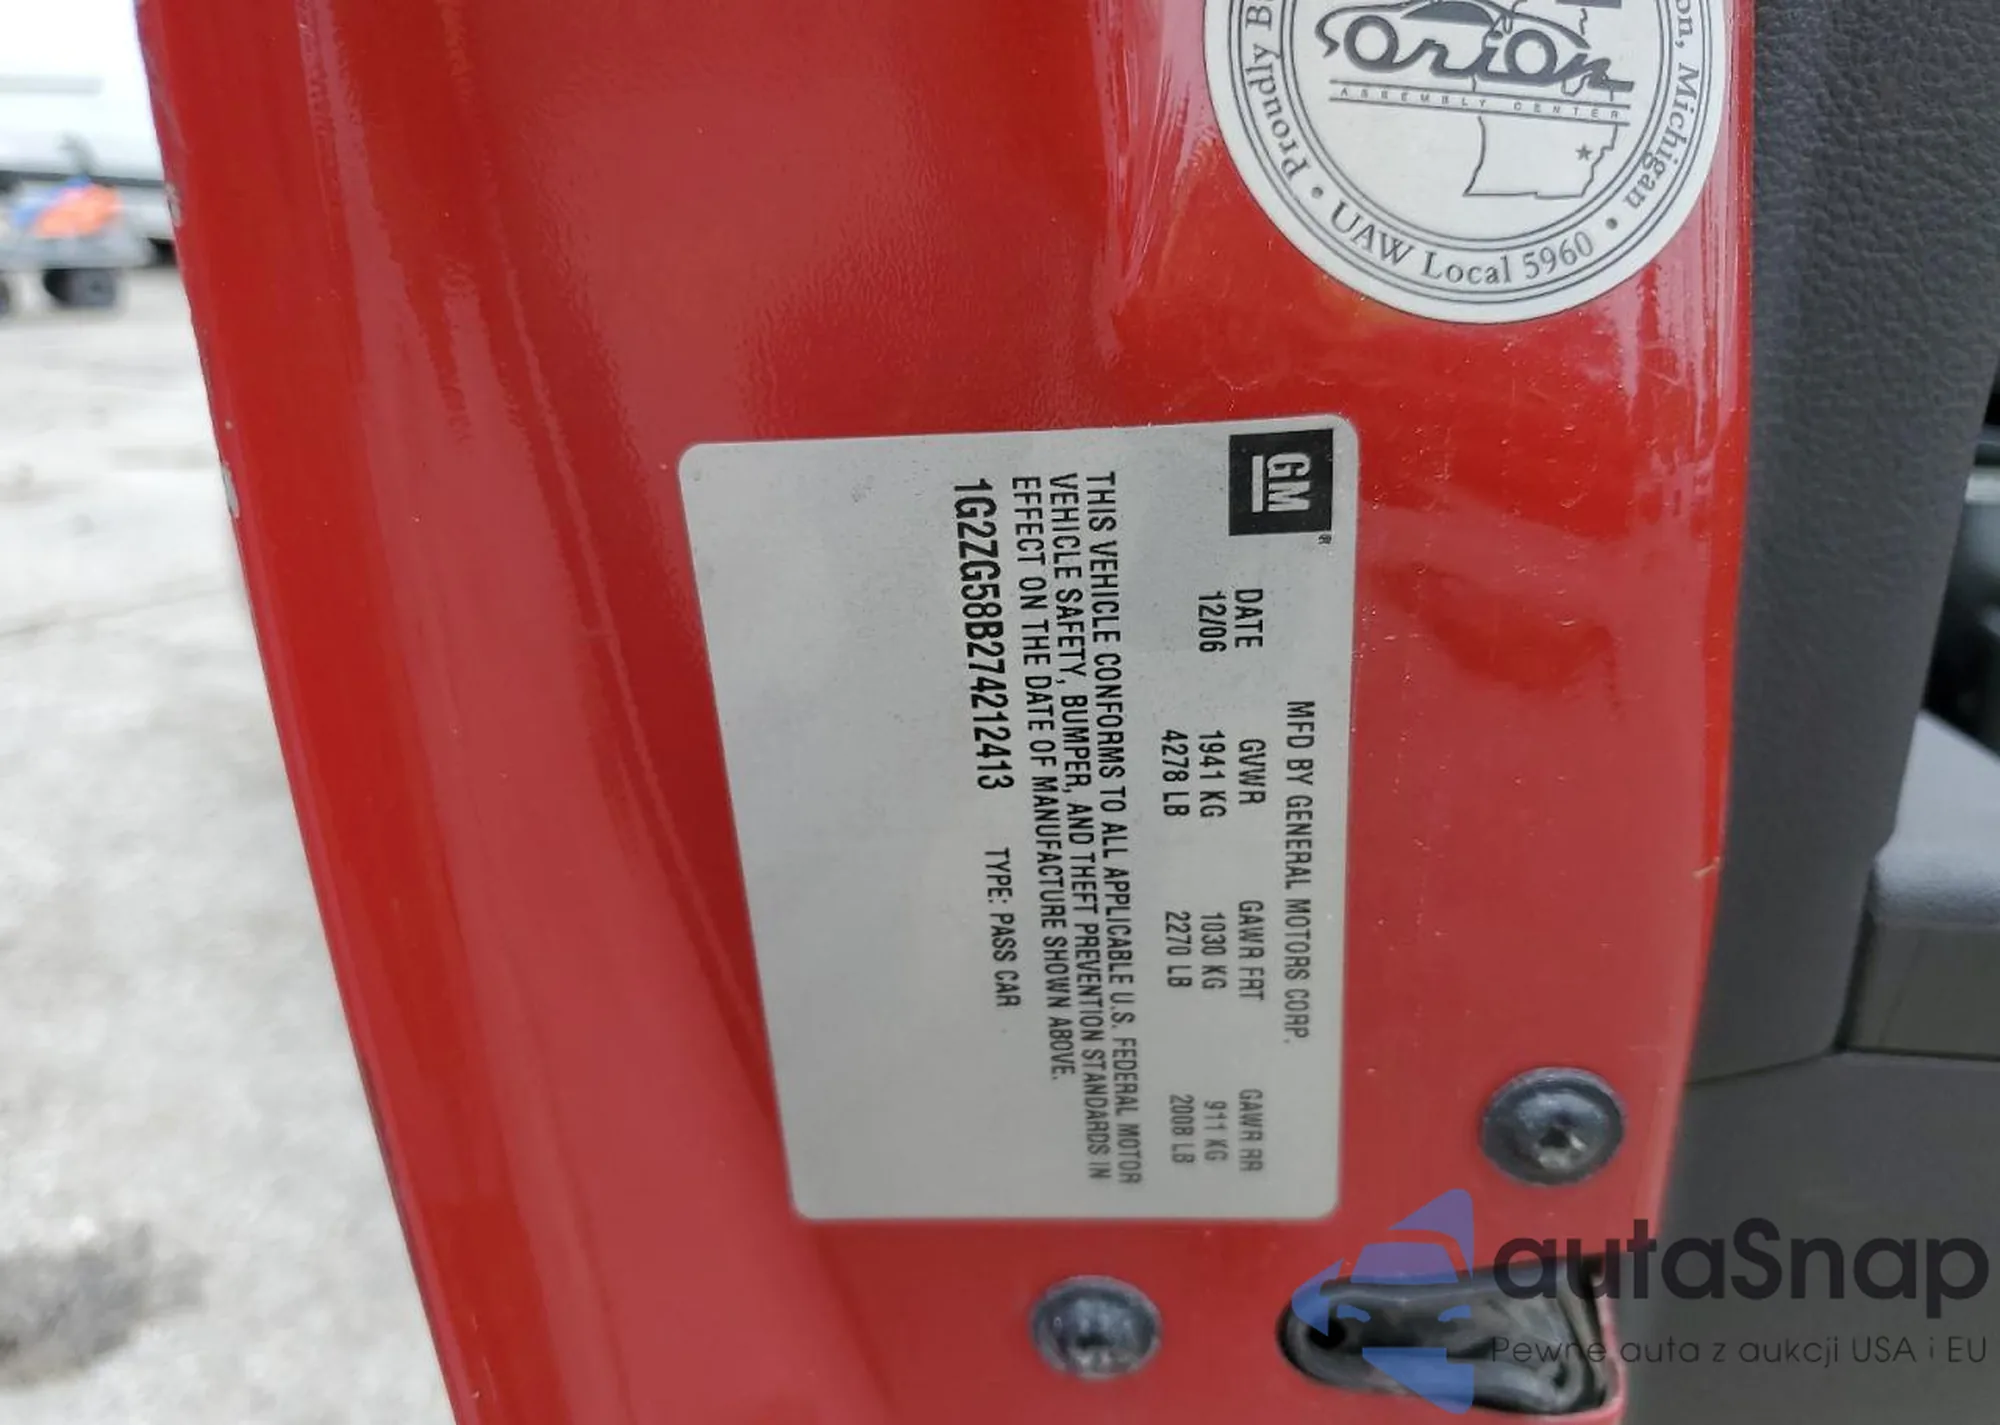 Orion
ASSEMBLY CENTER
Proudly B
on, Michigan
• UAW Local 5960 •
GM®
MFD BY GENERAL MOTORS CORP.
DATE GVWR GAWR FRT GAWR RR
12/06 1941 KG 1030 KG 911 KG
4278 LB 2270 LB 2008 LB
THIS VEHICLE CONFORMS TO ALL APPLICABLE U.S. FEDERAL MOTOR
VEHICLE SAFETY, BUMPER, AND THEFT PREVENTION STANDARDS IN
EFFECT ON THE DATE OF MANUFACTURE SHOWN ABOVE.
1G2ZG58B274212413 TYPE: PASS CAR
autaSnap
Pewne auta z aukcji USA i EU